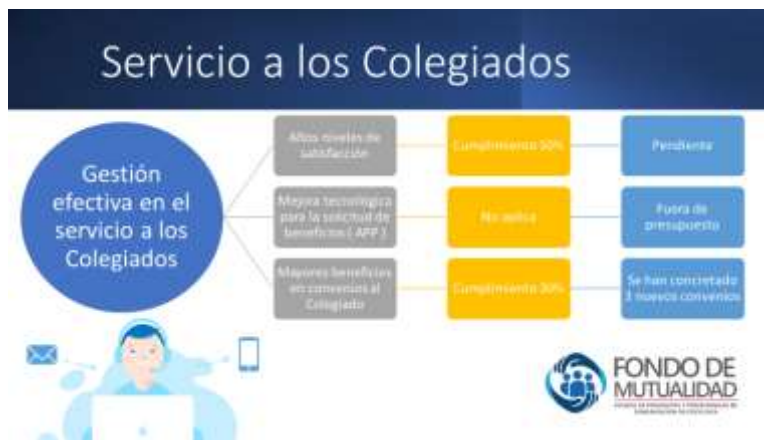 Servicio a los Colegiados
Gestión
efectiva en el
servicio a los
Colegiados
Altos niveles de
satisfacción
Cumplimiento 50%
Pendiente
Mejora tecnológica
para la solicitud de
beneficios ( APP )
No aplica
Fuera de
presupuesto
Mayores beneficios
en convenios al
Colegiado
Cumplimiento
Se han concretado
3 nuevos convenios
FONDO DE
MUTUALIDAD